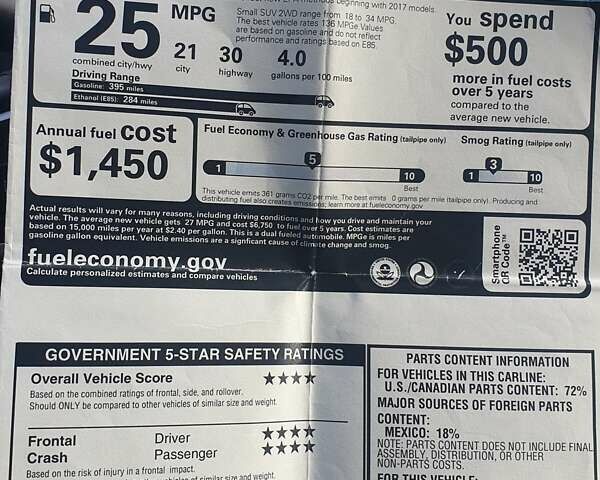 beginning with 2017 models.
25 MPG
Small SUV 2WD range from 18 to 34 MPG.
The best vehicle rates 136 MPGe Values
are based on gasoline and do not reflect
performance and ratings based on E85.
combined city/hwy
21
city
30
highway
4.0
gallons per 100 miles
Driving Range
Gasoline: 395 miles
Ethanol (E85): 284 miles
You spend
$500
more in fuel costs
over 5 years
compared to the
average new vehicle.
Annual fuel cost
$1,450
Fuel Economy & Greenhouse Gas Rating (tailpipe only)
5
1
10
Best
Smog Rating (tailpipe only)
3
1
10
Best
This vehicle emits 361 grams CO2 per mile. The best emits 0 grams per mile (tailpipe only). Producing and
distributing fuel also creates emissions; learn more at fueleconomy.gov
Actual results will vary for many reasons, including driving conditions and how you drive and maintain your
vehicle. The average new vehicle gets 27 MPG and cost $6,750 to fuel over 5 years. Cost estimates are
based on 15,000 miles per year at $2.40 per gallon. This is a dual fueled automobile. MPGe is miles per
gasoline gallon equivalent. Vehicle emissions are a significant cause of climate change and smog.
fueleconomy.gov
Calculate personalized estimates and compare vehicles
Smartphone
QR Code™
GOVERNMENT 5-STAR SAFETY RATINGS
Overall Vehicle Score ★★★★
Based on the combined ratings of frontal, side, and rollover.
Should ONLY be compared to other vehicles of similar size and weight.
Frontal
Crash
Driver ★★★★
Passenger ★★★★
Based on the risk of injury in a frontal impact.
vehicles of similar size and weight.
PARTS CONTENT INFORMATION
FOR VEHICLES IN THIS CARLINE:
U.S./CANADIAN PARTS CONTENT: 72%
MAJOR SOURCES OF FOREIGN PARTS
CONTENT:
MEXICO: 18%
NOTE: PARTS CONTENT DOES NOT INCLUDE FINAL
ASSEMBLY, DISTRIBUTION, OR OTHER
NON-PARTS COSTS.
FOR THIS VEHICLE: